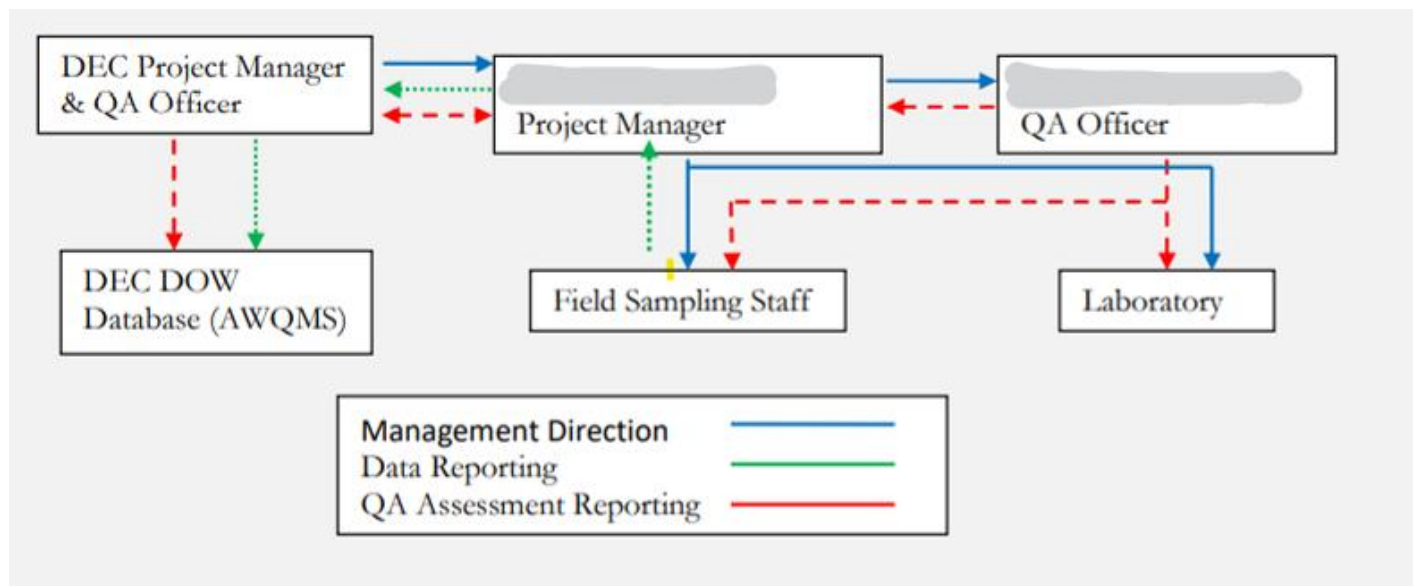 DEC Project Manager
& QA Officer
Project Manager
QA Officer
DEC DOW
Database (AWQMS)
Field Sampling Staff
Laboratory
Management Direction
Data Reporting
QA Assessment Reporting